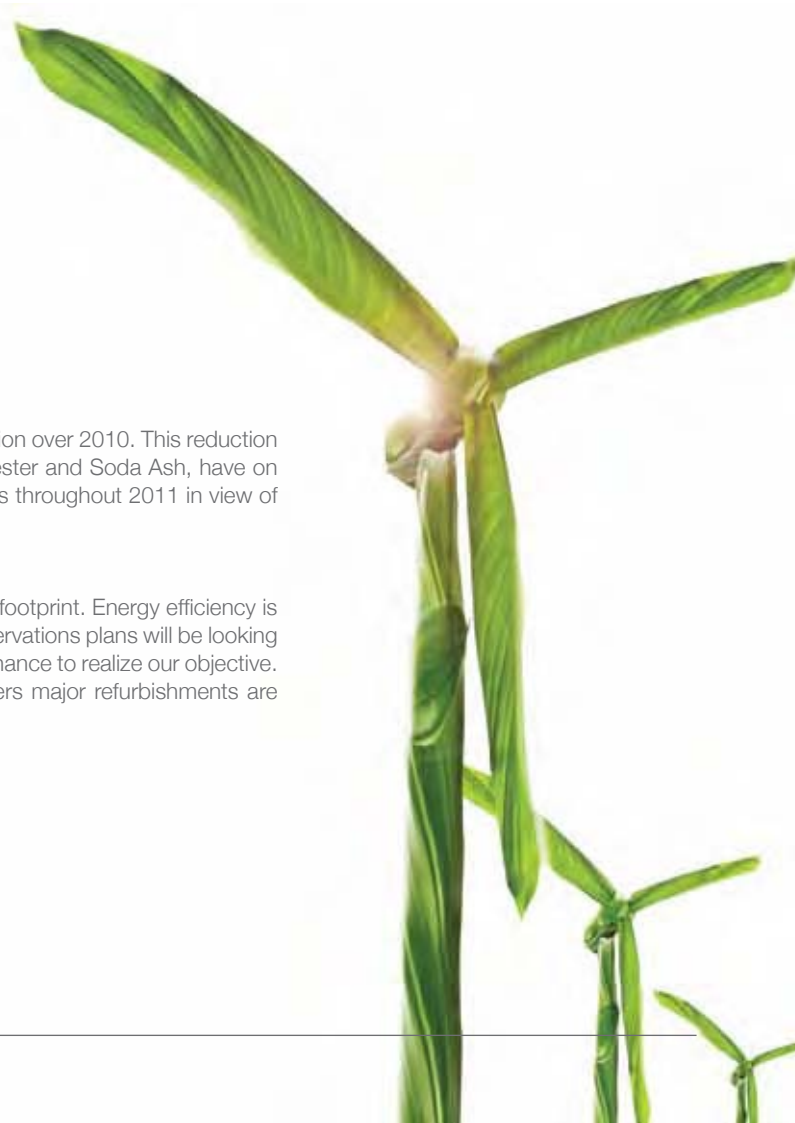 on over 2010. This reduction
ester and Soda Ash, have on
s throughout 2011 in view of
footprint. Energy efficiency is
ervations plans will be looking
nance to realize our objective.
ers major refurbishments are